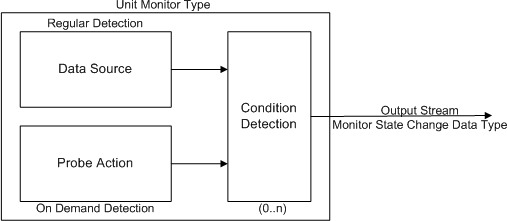 Unit Monitor Type
Regular Detection
Data Source
Condition
Detection
Output Stream
Monitor State Change Data Type
Probe Action
On Demand Detection
(0..n)